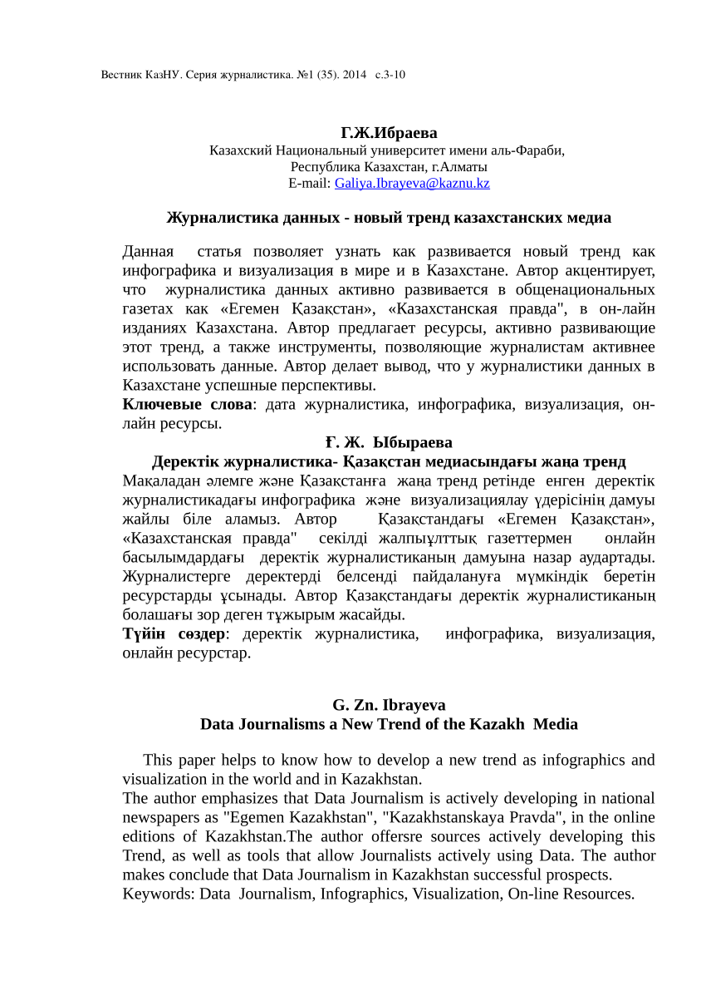 Вестник КазНУ. Серия журналистика. №1 (35). 2014 с.3-10
Г.Ж.Ибраева
Казахский Национальный университет имени аль-Фараби,
Республика Казахстан, г.Алматы
E-mail: Galiya.Ibrayeva@kaznu.kz
Журналистика данных - новый тренд казахстанских медиа
Данная статья позволяет узнать как развивается новый тренд как
инфографика и визуализация в мире и в Казахстане. Автор акцентирует,
что журналистика данных активно развивается в общенациональных
газетах как «Егемен Қазақстан», «Казахстанская правда", в он-лайн
изданиях Казахстана. Автор предлагает ресурсы, активно развивающие
этот тренд, а также инструменты, позволяющие журналистам активнее
использовать данные. Автор делает вывод, что у журналистики данных в
Казахстане успешные перспективы.
Ключевые слова: дата журналистика, инфографика, визуализация, он-
лайн ресурсы.
Ғ. Ж. Ыбыраева
Деректік журналистика- Қазақстан медиасындағы жаңа тренд
Мақаладан әлемге және Қазақстанға жаңа тренд ретінде енген деректік
журналистикадағы инфографика және визуализациялау үдерісінің дамуы
жайлы біле аламыз. Автор Қазақстандағы «Егемен Қазақстан»,
«Казахстанская правда" секілді жалпыұлттық газеттермен онлайн
басылымдардағы деректік журналистиканың дамуына назар аудартады.
Журналистерге деректерді белсенді пайдалануға мүмкіндік беретін
ресурстарды ұсынады. Автор Қазақстандағы деректік журналистиканың
болашағы зор деген тұжырым жасайды.
Түйін сөздер: деректік журналистика, инфографика, визуализация,
онлайн ресурстар.
G. Zn. Ibrayeva
Data Journalisms a New Trend of the Kazakh Media
This paper helps to know how to develop a new trend as infographics and
visualization in the world and in Kazakhstan.
The author emphasizes that Data Journalism is actively developing in national
newspapers as "Egemen Kazakhstan", "Kazakhstanskaya Pravda", in the online
editions of Kazakhstan.The author offersre sources actively developing this
Trend, as well as tools that allow Journalists actively using Data. The author
makes conclude that Data Journalism in Kazakhstan successful prospects.
Keywords: Data Journalism, Infographics, Visualization, On-line Resources.